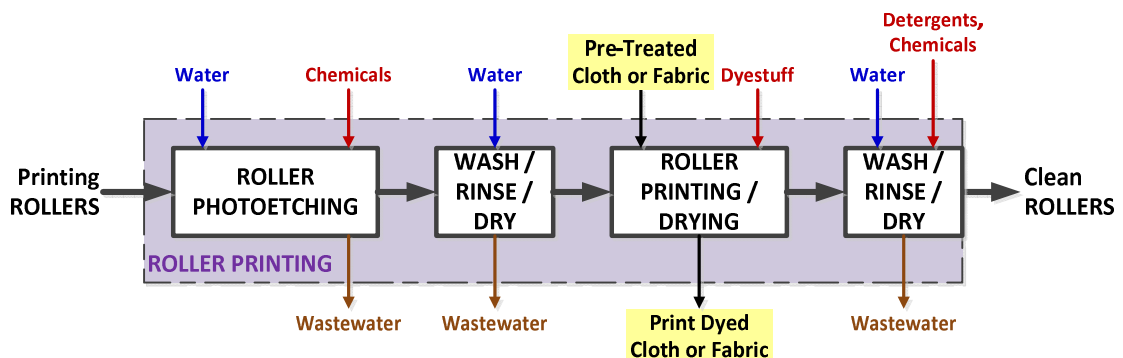 Detergents,
Chemicals
Pre-Treated
Cloth or Fabric
Water
Chemicals
Water
Dyestuff
Water
Printing
ROLLERS
ROLLER
PHOTOETCHING
WASH /
RINSE /
DRY
ROLLER
PRINTING /
DRYING
WASH /
RINSE /
DRY
Clean
ROLLERS
ROLLER PRINTING
Wastewater
Wastewater
Print Dyed
Cloth or Fabric
Wastewater